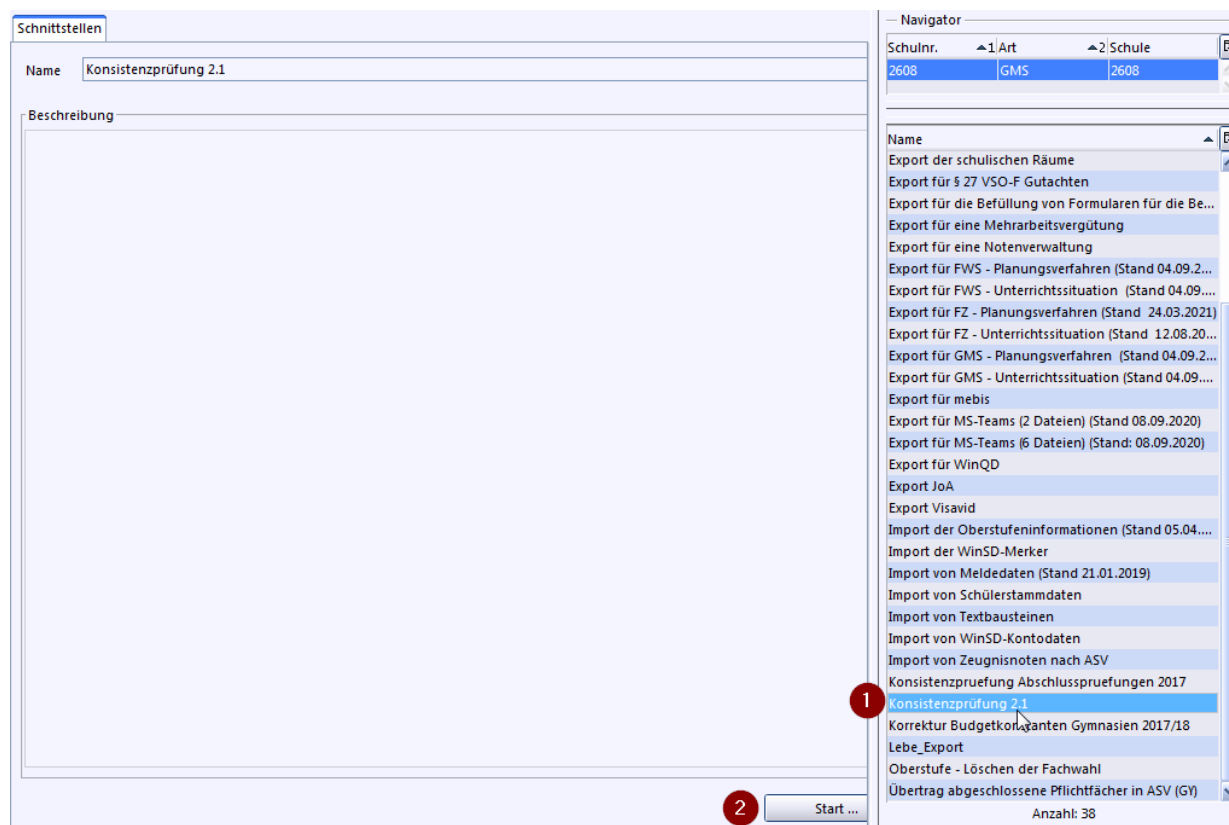 Schnittstellen
Name Konsistenzprüfung 2.1
Beschreibung
2 Start ...
Navigator
Schulnr. 1 Art 2 Schule
2608 GMS 2608
Name
Export der schulischen Räume
Export für § 27 VSO-F Gutachten
Export für die Befüllung von Formularen für die Be...
Export für eine Mehrarbeitsvergütung
Export für eine Notenverwaltung
Export für FWS - Planungsverfahren (Stand 04.09.2...
Export für FWS - Unterrichtssituation (Stand 04.09....
Export für FZ - Planungsverfahren (Stand 24.03.2021)
Export für FZ - Unterrichtssituation (Stand 12.08.20...
Export für GMS - Planungsverfahren (Stand 04.09.2...
Export für GMS - Unterrichtssituation (Stand 04.09....
Export für mebis
Export für MS-Teams (2 Dateien) (Stand 08.09.2020)
Export für MS-Teams (6 Dateien) (Stand: 08.09.2020)
Export für WinQD
Export JoA
Export Visavid
Import der Oberstufeninformationen (Stand 05.04....
Import der WinSD-Merker
Import von Meldedaten (Stand 21.01.2019)
Import von Schülerstammdaten
Import von Textbausteinen
Import von WinSD-Kontodaten
Import von Zeugnisnoten nach ASV
Konsistenzpruefung Abschlusspruefungen 2017
1 Konsistenzprüfung 2.1
Korrektur Budgetkonstanten Gymnasien 2017/18
Lebe_Export
Oberstufe - Löschen der Fachwahl
Übertrag abgeschlossene Pflichtfächer in ASV (GY)
Anzahl: 38